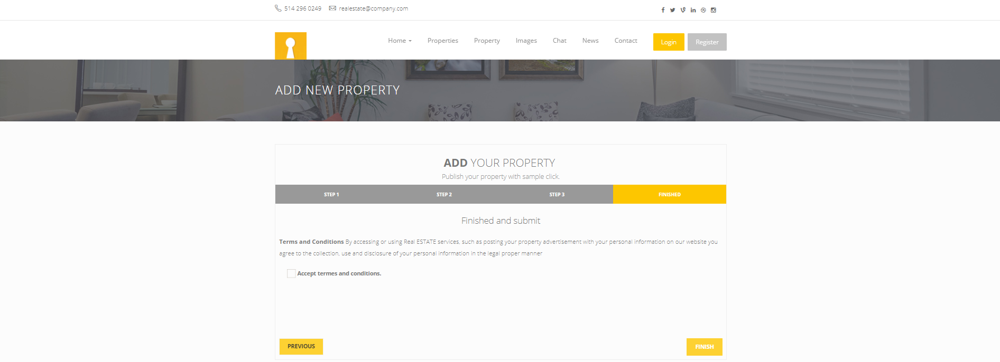 514 296 0249 realestate@company.com
Home Properties Property Images Chat News Contact Login Register
ADD NEW PROPERTY
ADD YOUR PROPERTY
Publish your property with sample click.
STEP 1 STEP 2 STEP 3 FINISHED
Finished and submit
Terms and Conditions By accessing or using Real ESTATE services, such as posting your property advertisement with your personal information on our website you
agree to the collection, use and disclosure of your personal information in the legal proper manner
Accept termes and conditions.
PREVIOUS FINISH